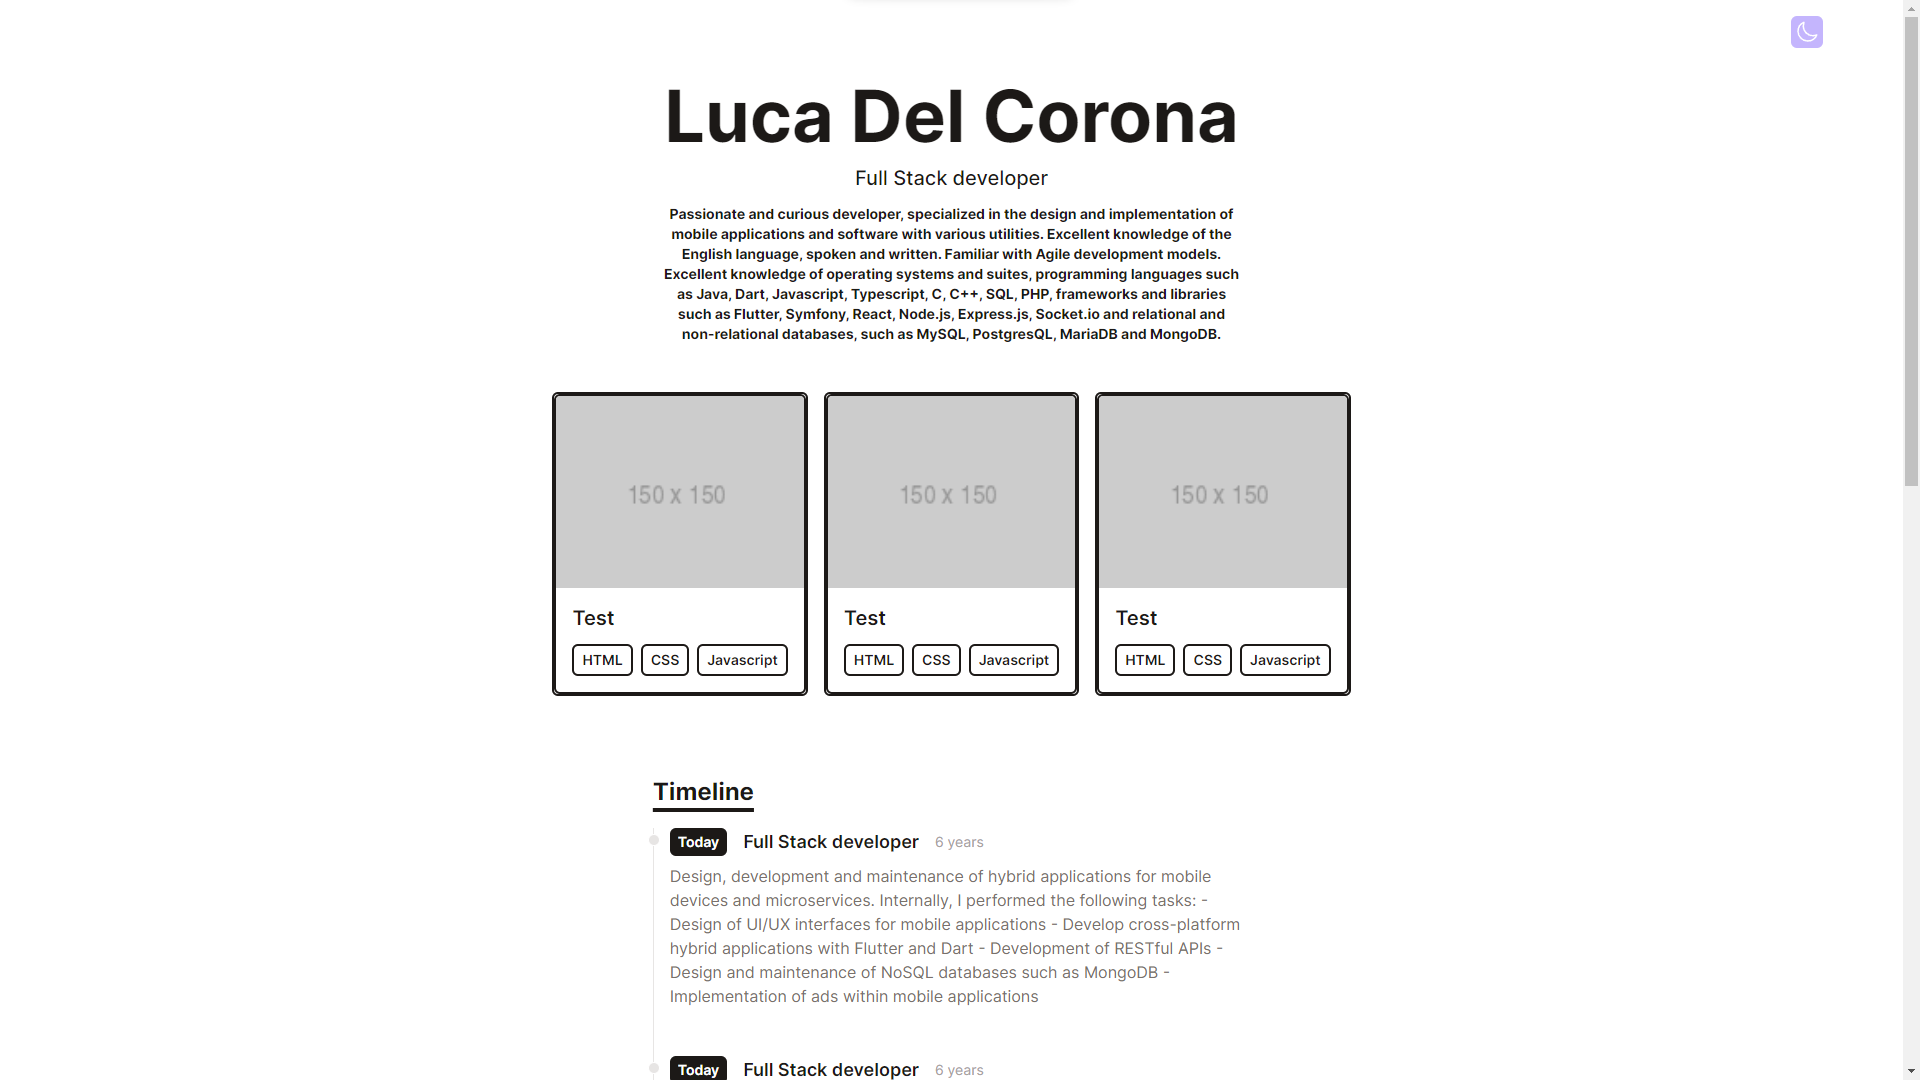 Luca Del Corona
Full Stack developer
Passionate and curious developer, specialized in the design and implementation of
mobile applications and software with various utilities. Excellent knowledge of the
English language, spoken and written. Familiar with Agile development models.
Excellent knowledge of operating systems and suites, programming languages such
as Java, Dart, Javascript, Typescript, C, C++, SQL, PHP, frameworks and libraries
such as Flutter, Symfony, React, Node.js, Express.js, Socket.io and relational and
non-relational databases, such as MySQL, PostgresQL, MariaDB and MongoDB.
150 x 150
150 x 150
150 x 150
Test
HTML CSS Javascript
Test
HTML CSS Javascript
Test
HTML CSS Javascript
Timeline
Today Full Stack developer 6 years
Design, development and maintenance of hybrid applications for mobile
devices and microservices. Internally, I performed the following tasks: -
Design of UI/UX interfaces for mobile applications - Develop cross-platform
hybrid applications with Flutter and Dart - Development of RESTful APIs -
Design and maintenance of NoSQL databases such as MongoDB -
Implementation of ads within mobile applications
Today Full Stack developer 6 years